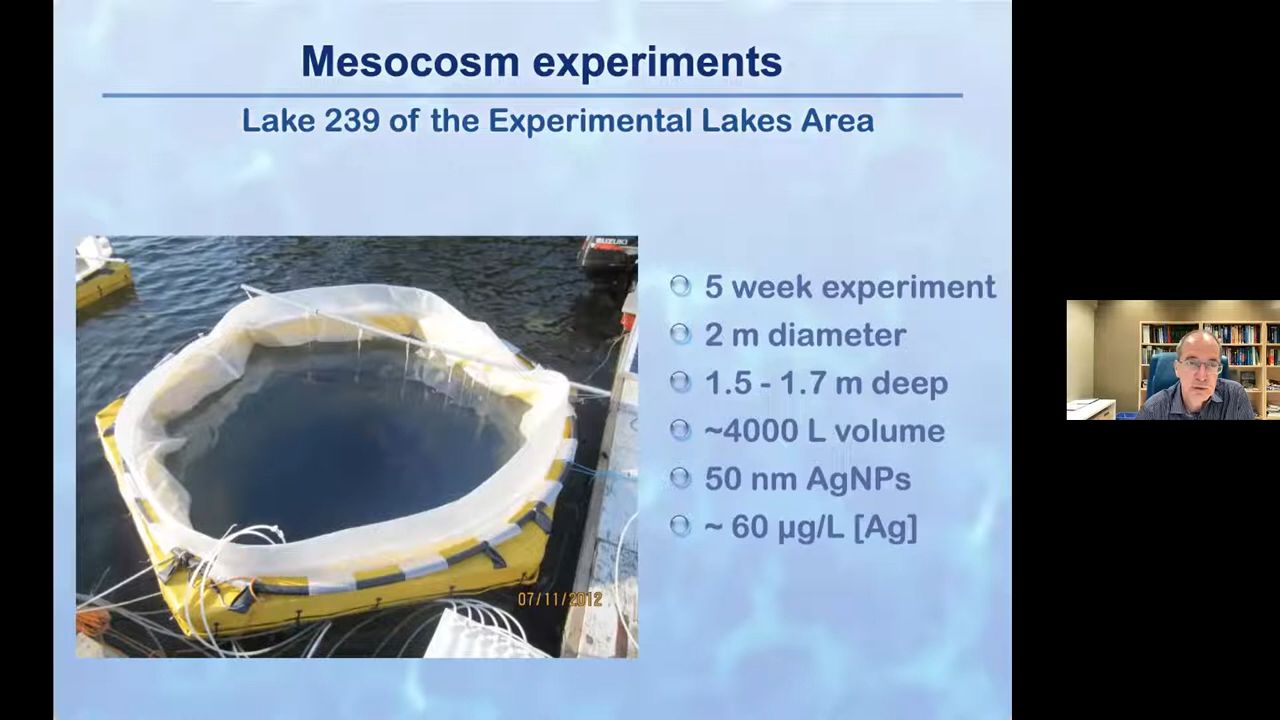 Mesocosm experiments
Lake 239 of the Experimental Lakes Area
SUZUKI
5 week experiment
2 m diameter
1.5 - 1.7 m deep
~4000 L volume
50 nm AgNPs
~ 60 µg/L [Ag]
07/11/2012